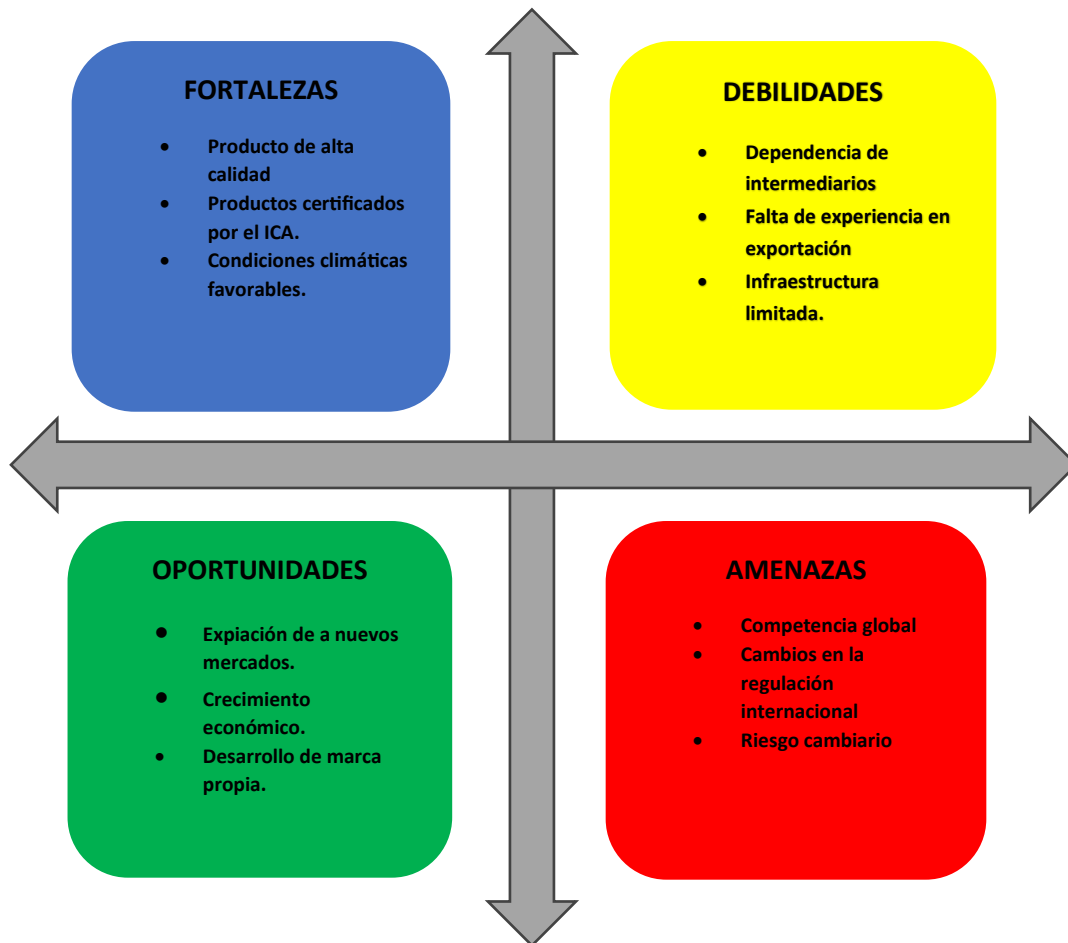 FORTALEZAS
• Producto de alta
calidad
• Productos certificados
por el ICA.
• Condiciones climáticas
favorables.
DEBILIDADES
• Dependencia de
intermediarios
• Falta de experiencia en
exportación
• Infraestructura
limitada.
OPORTUNIDADES
• Expiación de a nuevos
mercados.
• Crecimiento
económico.
• Desarrollo de marca
propia.
AMENAZAS
• Competencia global
• Cambios en la
regulación
internacional
• Riesgo cambiario